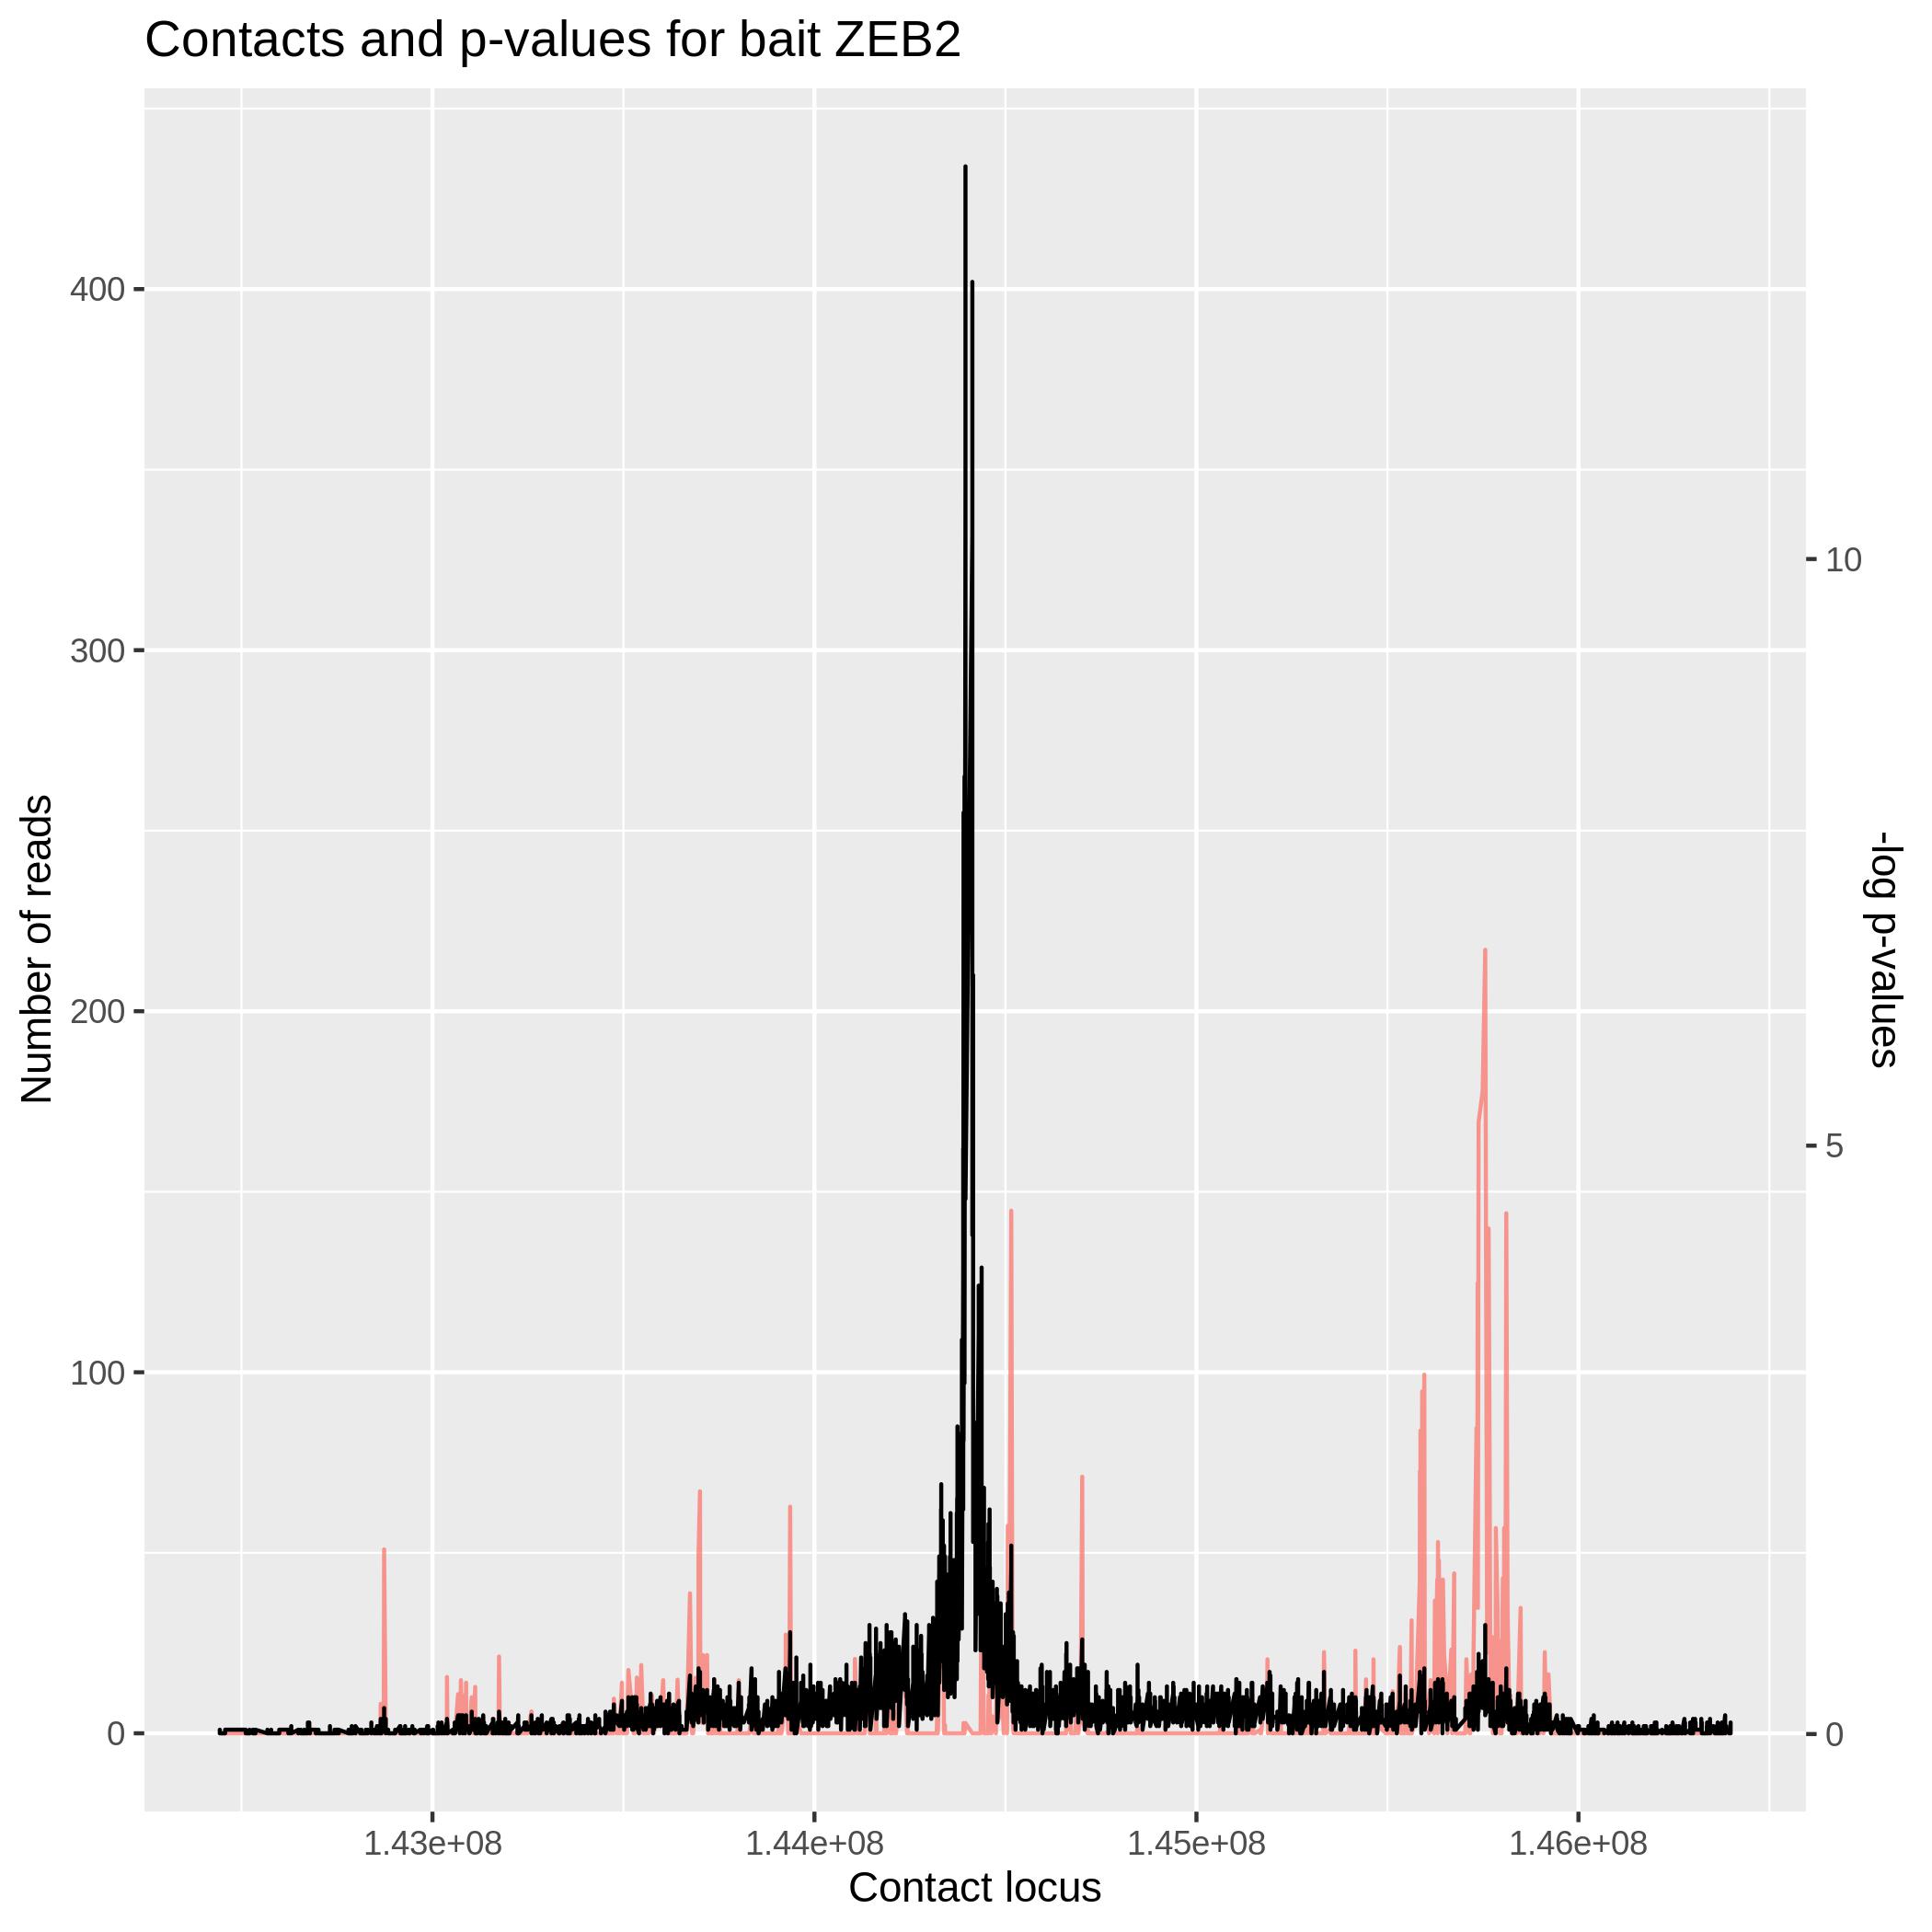 Contacts and p-values for bait ZEB2
Number of reads
400
300
200
100
0
10
5
0
-log p-values
1.43e+08 1.44e+08 1.45e+08 1.46e+08
Contact locus